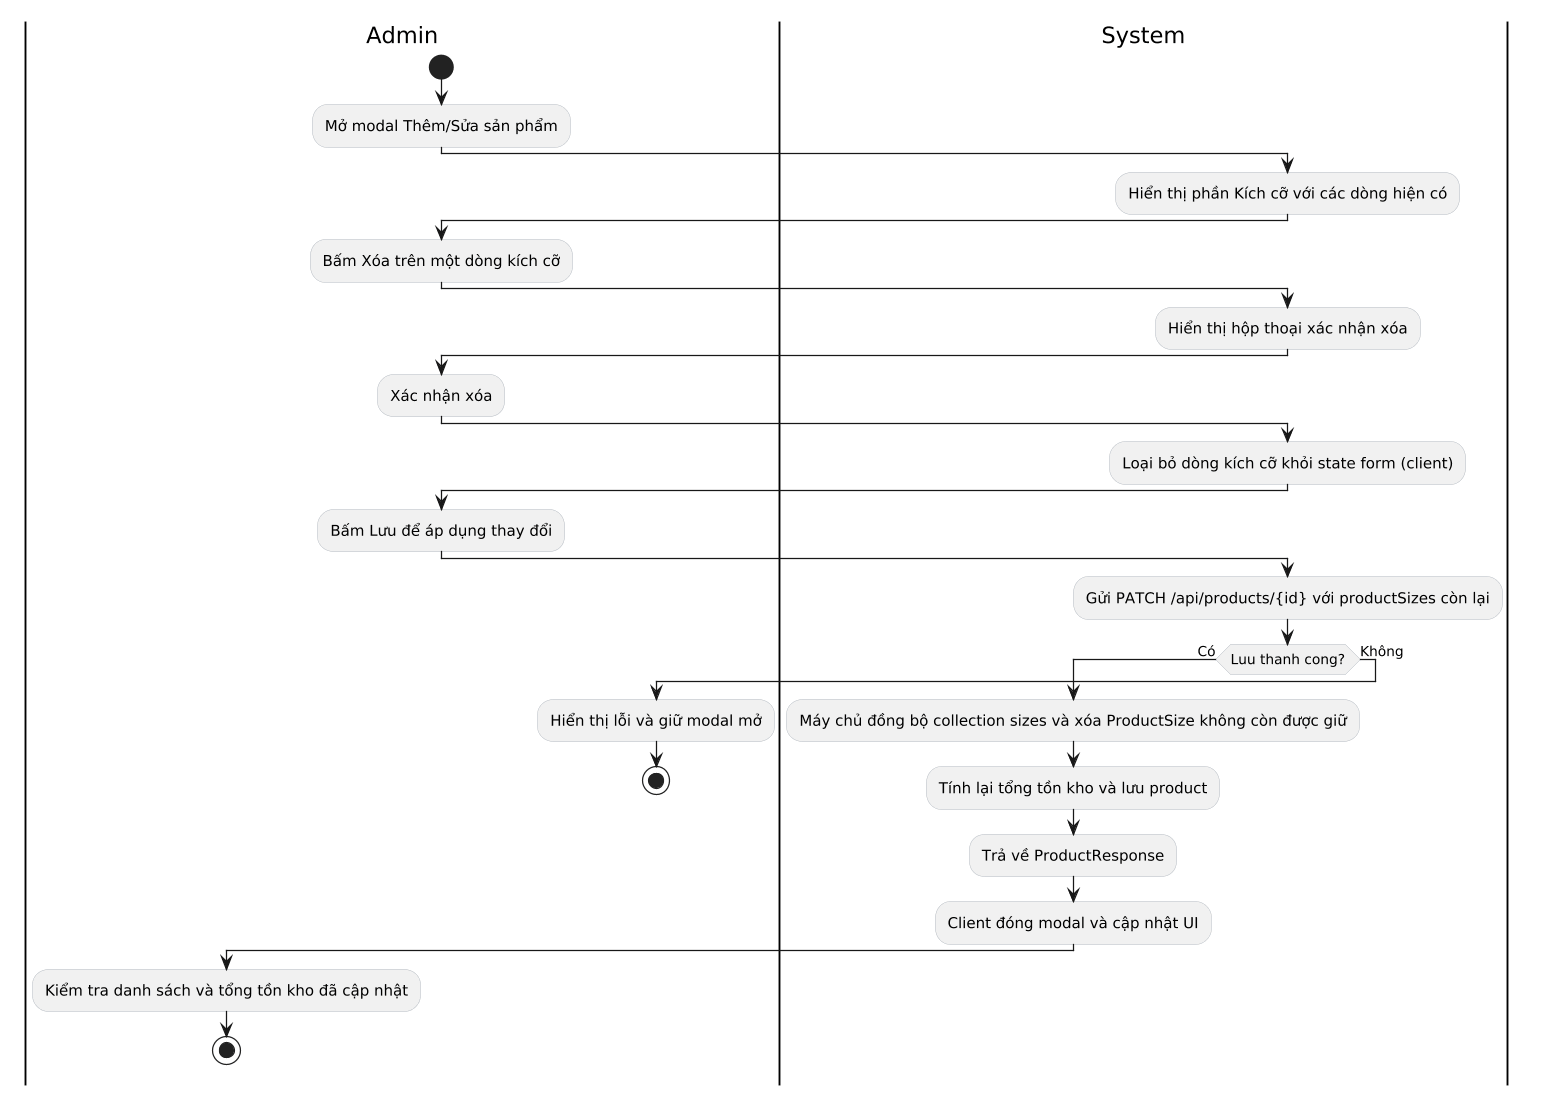 Admin
System
Mở modal Thêm/Sửa sản phẩm
Hiển thị phần Kích cỡ với các dòng hiện có
Bấm Xóa trên một dòng kích cỡ
Hiển thị hộp thoại xác nhận xóa
Xác nhận xóa
Loại bỏ dòng kích cỡ khỏi state form (client)
Bấm Lưu để áp dụng thay đổi
Gửi PATCH /api/products/{id} với productSizes còn lại
Có
Luu thanh cong?
Không
Hiển thị lỗi và giữ modal mở
Máy chủ đồng bộ collection sizes và xóa ProductSize không còn được giữ
Tính lại tổng tồn kho và lưu product
Trả về ProductResponse
Client đóng modal và cập nhật UI
Kiểm tra danh sách và tổng tồn kho đã cập nhật